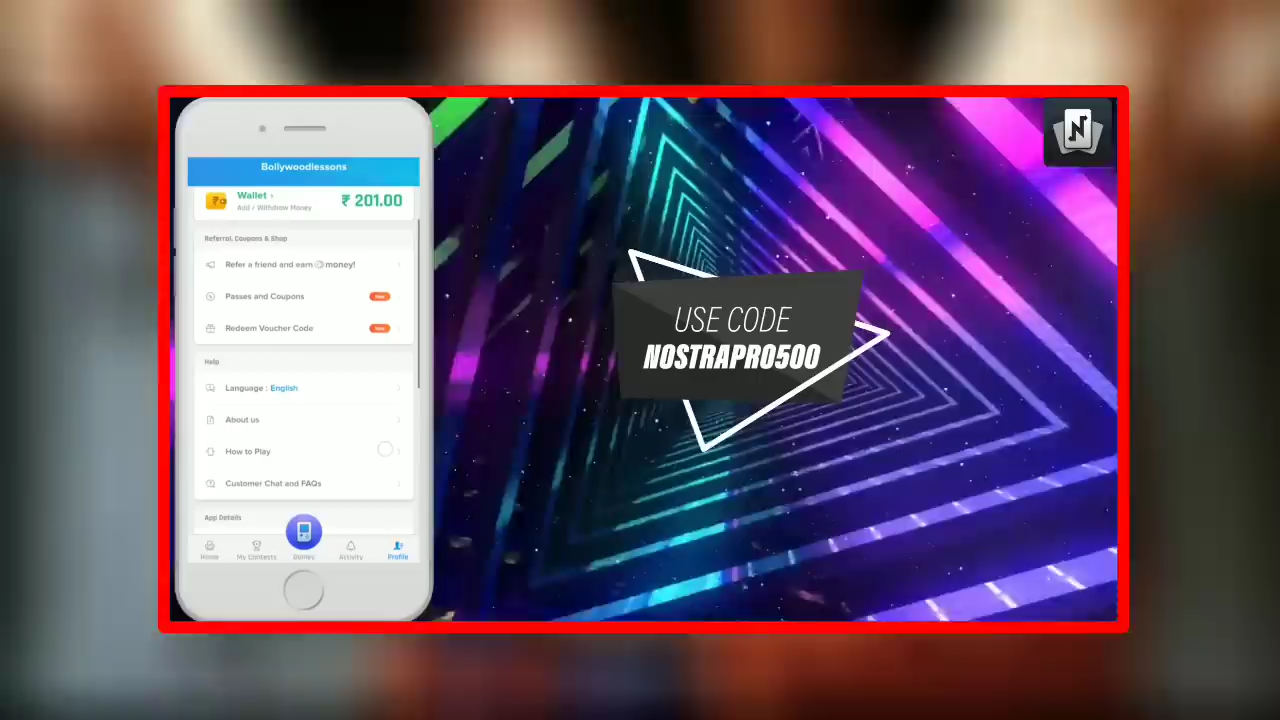 Bollywoodlessons
Wallet ›
Add / Withdraw Money
₹ 201.00
Referral, Coupons & Shop
Refer a friend and earn money!
Passes and Coupons
New
Redeem Voucher Code
New
Help
Language : English
About us
How to Play
Customer Chat and FAQs
App Details
Home
My Contests
Games
Activity
Profile
USE CODE
NOSTRAPRO500
N